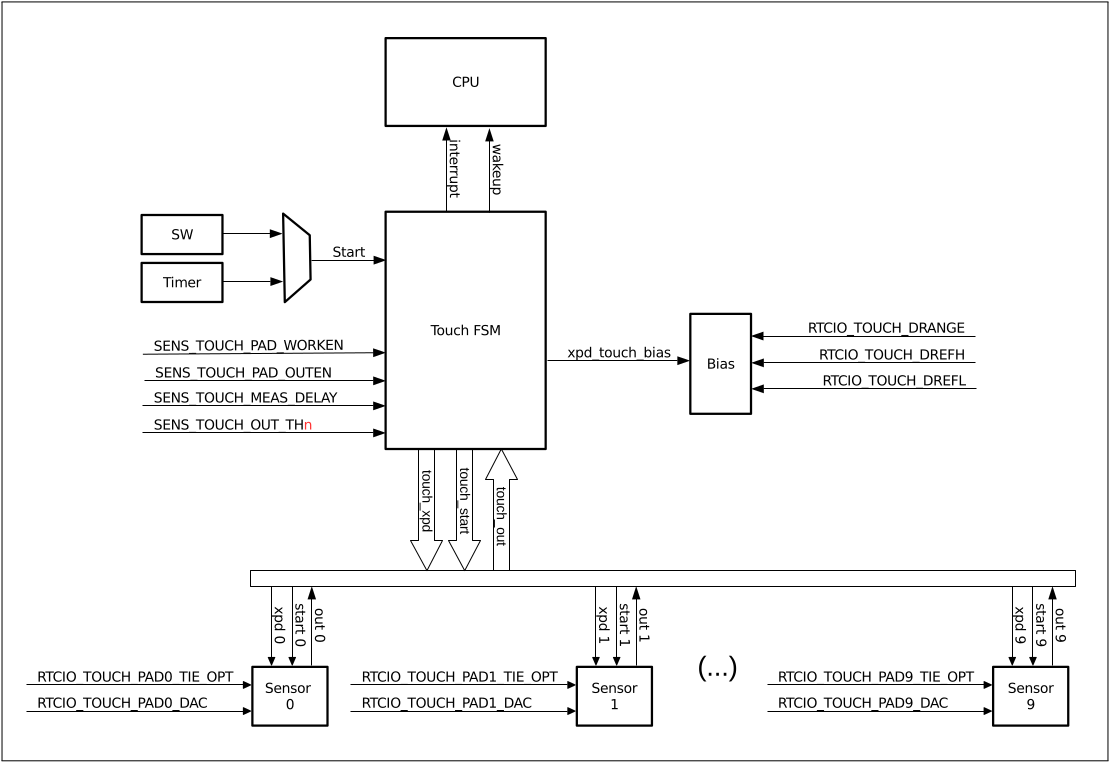 CPU
interrupt
wakeup
SW
Timer
Start
Touch FSM
SENS_TOUCH_PAD_WORKEN
SENS_TOUCH_PAD_OUTEN
SENS_TOUCH_MEAS_DELAY
SENS_TOUCH_OUT_THn
xpd_touch_bias
Bias
RTCIO_TOUCH_DRANGE
RTCIO_TOUCH_DREFH
RTCIO_TOUCH_DREFL
touch_xpd
touch_start
touch_out
xpd 0
start 0
out 0
xpd 1
start 1
out 1
xpd 9
start 9
out 9
RTCIO_TOUCH_PAD0_TIE_OPT
RTCIO_TOUCH_PAD0_DAC
Sensor
0
RTCIO_TOUCH_PAD1_TIE_OPT
RTCIO_TOUCH_PAD1_DAC
Sensor
1
(...)
RTCIO_TOUCH_PAD9_TIE_OPT
RTCIO_TOUCH_PAD9_DAC
Sensor
9